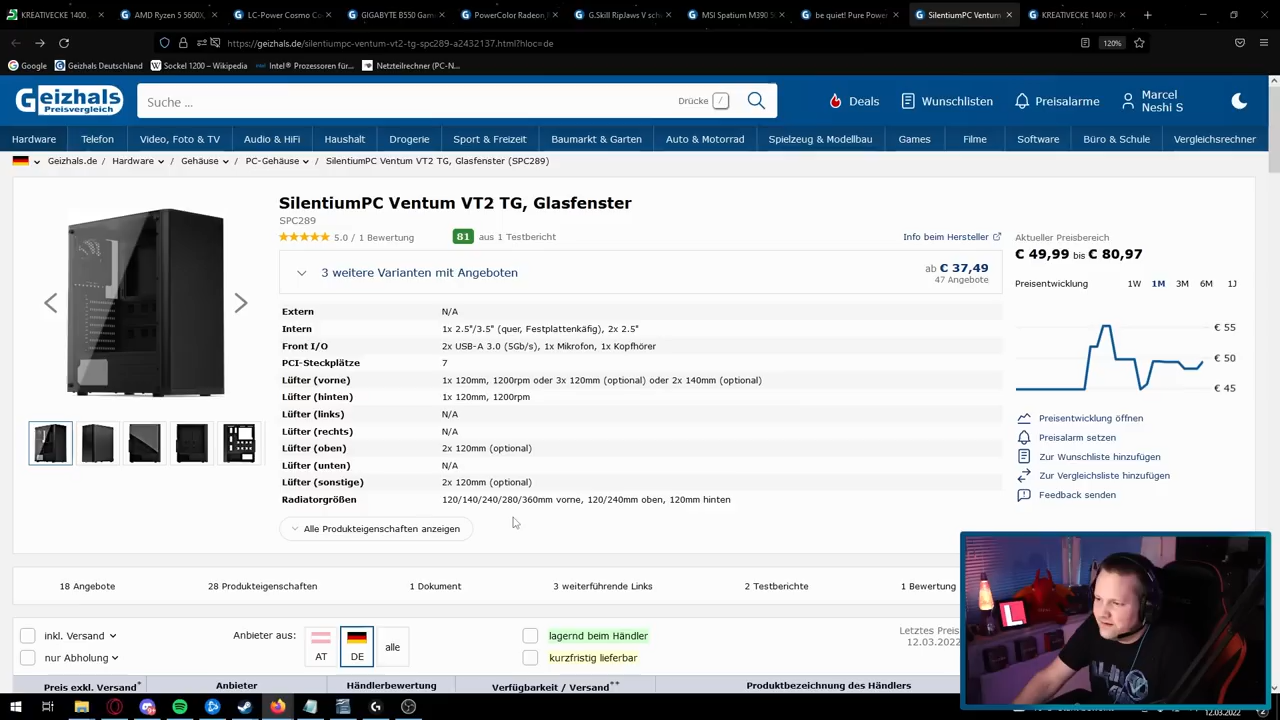 KREATIVECKE 1400
AMD Ryzen 5 5600X,
LC-Power Cosmo Co
GIGABYTE B550 Gam
PowerColor Radeon
G.Skill RipJaws V sch
MSI Spatium M390
be quiet! Pure Power
SilentiumPC Ventum
KREATIVECKE 1400 P
https://geizhals.de/silentiumpc-ventum-vt2-tg-spc289-a2432137.html?hloc=de
120%
Google
Geizhals Deutschland
Sockel 1200 – Wikipedia
Intel® Prozessoren für...
Netzteilrechner (PC-N...
Geizhals
Preisvergleich
Suche ...
Drücke /
Deals
Wunschlisten
Preisalarme
Marcel
Neshi S
Hardware
Telefon
Video, Foto & TV
Audio & HiFi
Haushalt
Drogerie
Sport & Freizeit
Baumarkt & Garten
Auto & Motorrad
Spielzeug & Modellbau
Games
Filme
Software
Büro & Schule
Vergleichsrechner
Geizhals.de
Hardware
Gehäuse
PC-Gehäuse
SilentiumPC Ventum VT2 TG, Glasfenster (SPC289)
SilentiumPC Ventum VT2 TG, Glasfenster
SPC289
5.0 / 1 Bewertung
81 aus 1 Testbericht
Info beim Hersteller
3 weitere Varianten mit Angeboten
ab € 37,49
47 Angebote
Extern N/A
Intern 1x 2.5"/3.5" (quer, Festplattenkäfig), 2x 2.5"
Front I/O 2x USB-A 3.0 (5Gb/s), 1x Mikrofon, 1x Kopfhörer
PCI-Steckplätze 7
Lüfter (vorne) 1x 120mm, 1200rpm oder 3x 120mm (optional) oder 2x 140mm (optional)
Lüfter (hinten) 1x 120mm, 1200rpm
Lüfter (links) N/A
Lüfter (rechts) N/A
Lüfter (oben) 2x 120mm (optional)
Lüfter (unten) N/A
Lüfter (sonstige) 2x 120mm (optional)
Radiatorgrößen 120/140/240/280/360mm vorne, 120/240mm oben, 120mm hinten
Alle Produkteigenschaften anzeigen
Aktueller Preisbereich
€ 49,99 bis € 80,97
Preisentwicklung 1W 1M 3M 6M 1J
€ 55
€ 50
€ 45
Preisentwicklung öffnen
Preisalarm setzen
Zur Wunschliste hinzufügen
Zur Vergleichsliste hinzufügen
Feedback senden
18 Angebote
28 Produkteigenschaften
1 Dokument
3 weiterführende Links
2 Testberichte
1 Bewertung
inkl. Versand
nur Abholung
Anbieter aus:
AT
DE
alle
lagernd beim Händler
kurzfristig lieferbar
Letztes Preis
12.03.2022
Preis exkl. Versand*
Anbieter
Händlerbewertung
Verfügbarkeit / Versand**
Produktbezeichnung des Händlers
12.03.2022